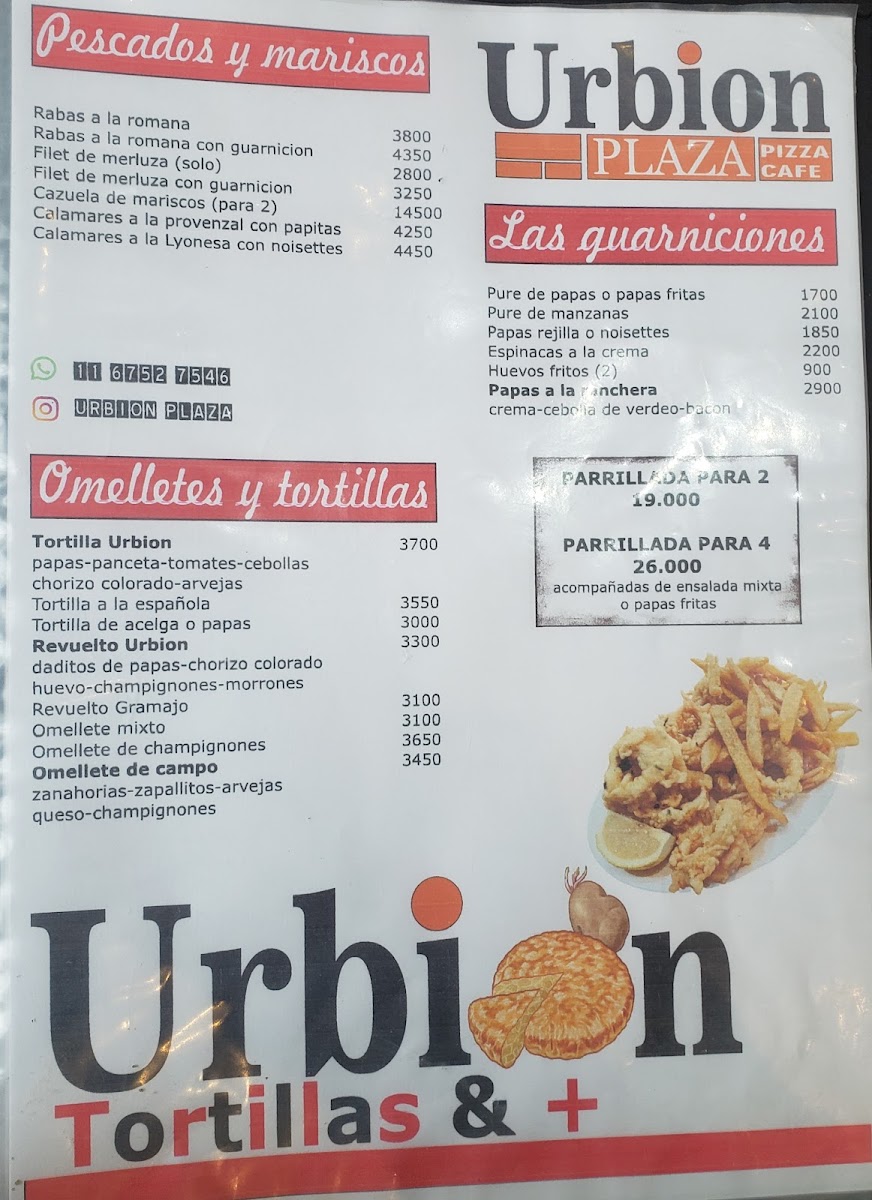 Pescados y mariscos
Rabas a la romana 3800
Rabas a la romana con guarnicion 4350
Filet de merluza (solo) 2800
Filet de merluza con guarnicion 3250
Cazuela de mariscos (para 2) 14500
Calamares a la provenzal con papitas 4250
Calamares a la Lyonesa con noisettes 4450
11 6752 7546
URBION PLAZA
Omelletes y tortillas
Tortilla Urbion 3700
papas-panceta-tomates-cebollas
chorizo colorado-arvejas
Tortilla a la española 3550
Tortilla de acelga o papas 3000
Revuelto Urbion 3300
daditos de papas-chorizo colorado
huevo-champignones-morrones
Revuelto Gramajo 3100
Omellete mixto 3100
Omellete de champignones 3650
Omellete de campo 3450
zanahorias-zapallitos-arvejas
queso-champignones
Urbion
PLAZA PIZZA CAFE
Las guarniciones
Pure de papas o papas fritas 1700
Pure de manzanas 2100
Papas rejilla o noisettes 1850
Espinacas a la crema 2200
Huevos fritos (2) 900
Papas a la ranchera 2900
crema-cebolla de verdeo-bacon
PARRILLADA PARA 2
19.000
PARRILLADA PARA 4
26.000
acompañadas de ensalada mixta
o papas fritas
Urbion
Tortillas & +